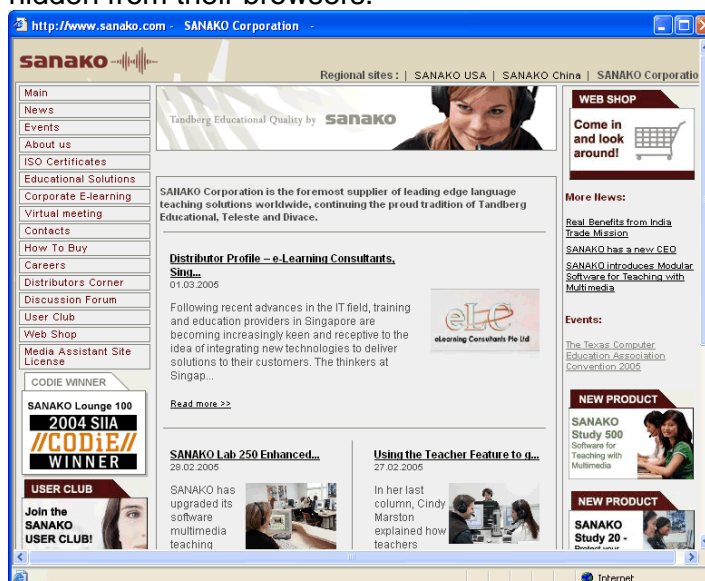 hidden from their browsers.
http://www.sanako.com - SANAKO Corporation -
sanako
Regional sites : | SANAKO USA | SANAKO China | SANAKO Corporatio
Main
News
Events
About us
ISO Certificates
Educational Solutions
Corporate E-learning
Virtual meeting
Contacts
How To Buy
Careers
Distributors Corner
Discussion Forum
User Club
Web Shop
Media Assistant Site
License
CODIE WINNER
SANAKO Lounge 100
2004 SIIA
//CODiE//
WINNER
USER CLUB
Join the
SANAKO
USER CLUB!
Tandberg Educational Quality by sanako
SANAKO Corporation is the foremost supplier of leading edge language
teaching solutions worldwide, continuing the proud tradition of Tandberg
Educational, Teleste and Divace.
Distributor Profile – e-Learning Consultants,
Sing...
01.03.2005
Following recent advances in the IT field, training
and education providers in Singapore are
becoming increasingly keen and receptive to the
idea of integrating new technologies to deliver
solutions to their customers. The thinkers at
Singap...
eLC
eLearning Consultants Pte Ltd
Read more >>
SANAKO Lab 250 Enhanced...
28.02.2005
SANAKO has
upgraded its
software
multimedia
teaching
Using the Teacher Feature to g...
27.02.2005
In her last
column, Cindy
Marston
explained how
teachers
WEB SHOP
Come in
and look
around!
More News:
Real Benefits from India
Trade Mission
SANAKO has a new CEO
SANAKO introduces Modular
Software for Teaching with
Multimedia
Events:
The Texas Computer
Education Association
Convention 2005
NEW PRODUCT
SANAKO
Study 500
Software for
Teaching with
Multimedia
NEW PRODUCT
SANAKO
Study 20 -
Internet